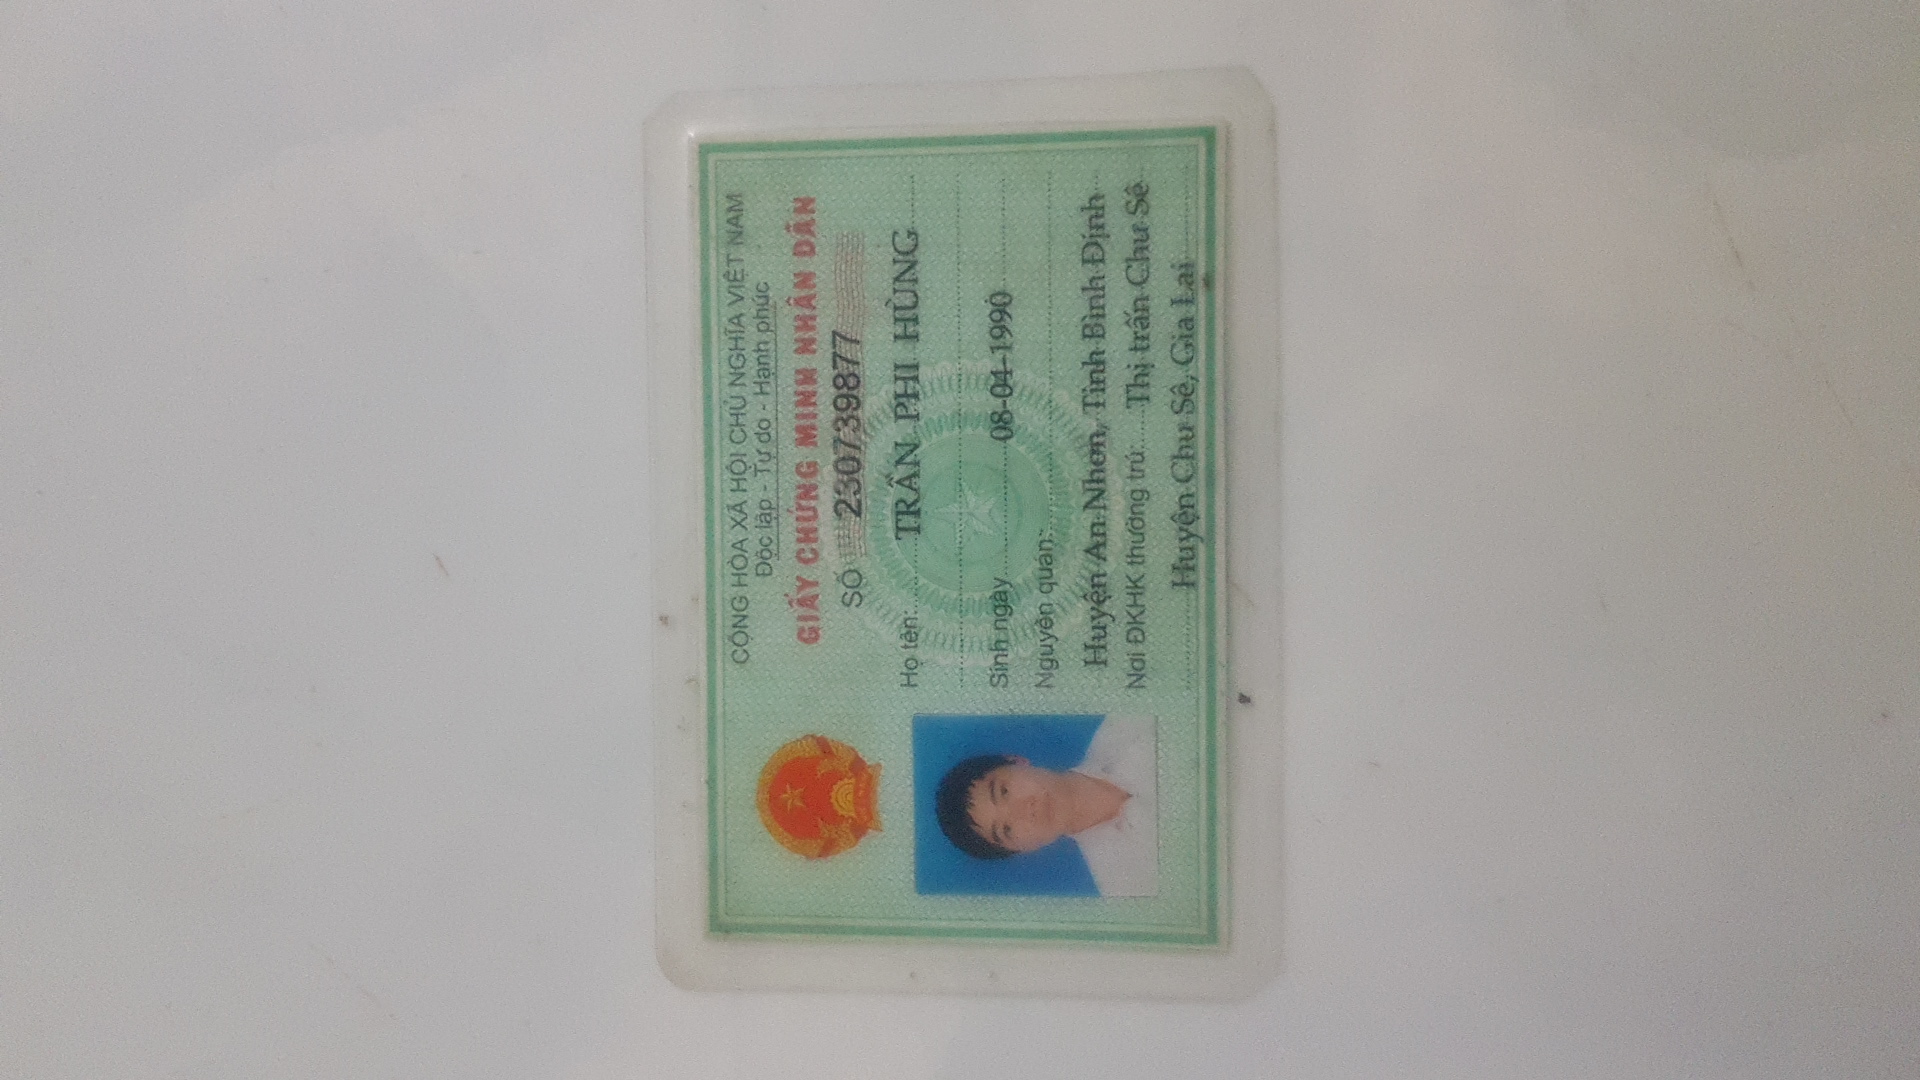 CỘNG HÒA XÃ HỘI CHỦ NGHĨA VIỆT NAM
Độc lập - Tự do - Hạnh phúc
GIẤY CHỨNG MINH NHÂN DÂN
SỐ 230739877
Họ tên: TRẦN PHI HÙNG
Sinh ngày 08-04-1990
Nguyên quán:
Huyện An Nhơn, Tỉnh Bình Định
Nơi ĐKHK thường trú: Thị trấn Chư Sê
Huyện Chư Sê, Gia Lai